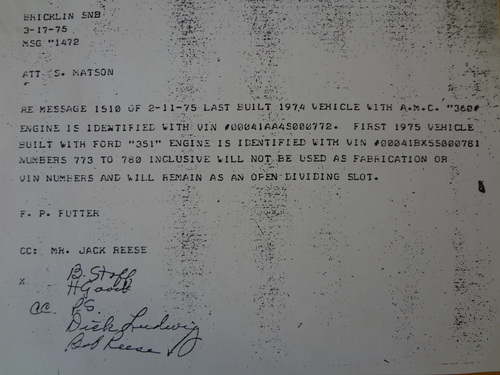 BRICKLIN SNB
3-17-75
MSG "1472
ATT S. MATSON
RE MESSAGE 1510 OF 2-11-75 LAST BUILT 1974 VEHICLE WITH A.M.C. "360#
ENGINE IS IDENTIFIED WITH VIN #00041AA4S000772. FIRST 1975 VEHICLE
BUILT WITH FORD "351" ENGINE IS IDENTIFIED WITH VIN #00041BX5S000781
NUMBERS 773 TO 780 INCLUSIVE WILL NOT BE USED AS FABRICATION OR
VIN NUMBERS AND WILL REMAIN AS AN OPEN DIVIDING SLOT.
F. P. FUTTER
CC: MR. JACK REESE
B. Stoff
x H Good
cc. P.S.
Dick Ludwig
Bob Reese